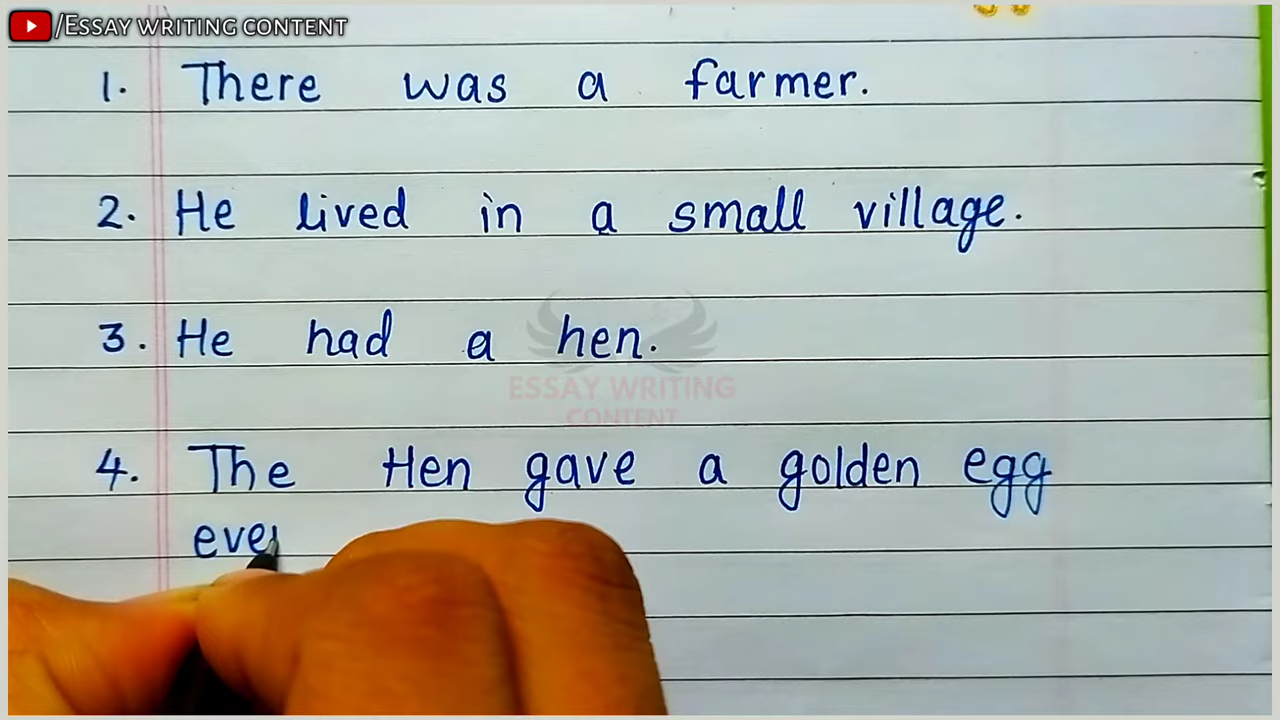 /ESSAY WRITING CONTENT
1. There was a farmer.
2. He lived in a small village.
3. He had a hen.
ESSAY WRITING
CONTENT
4. The Hen gave a golden egg